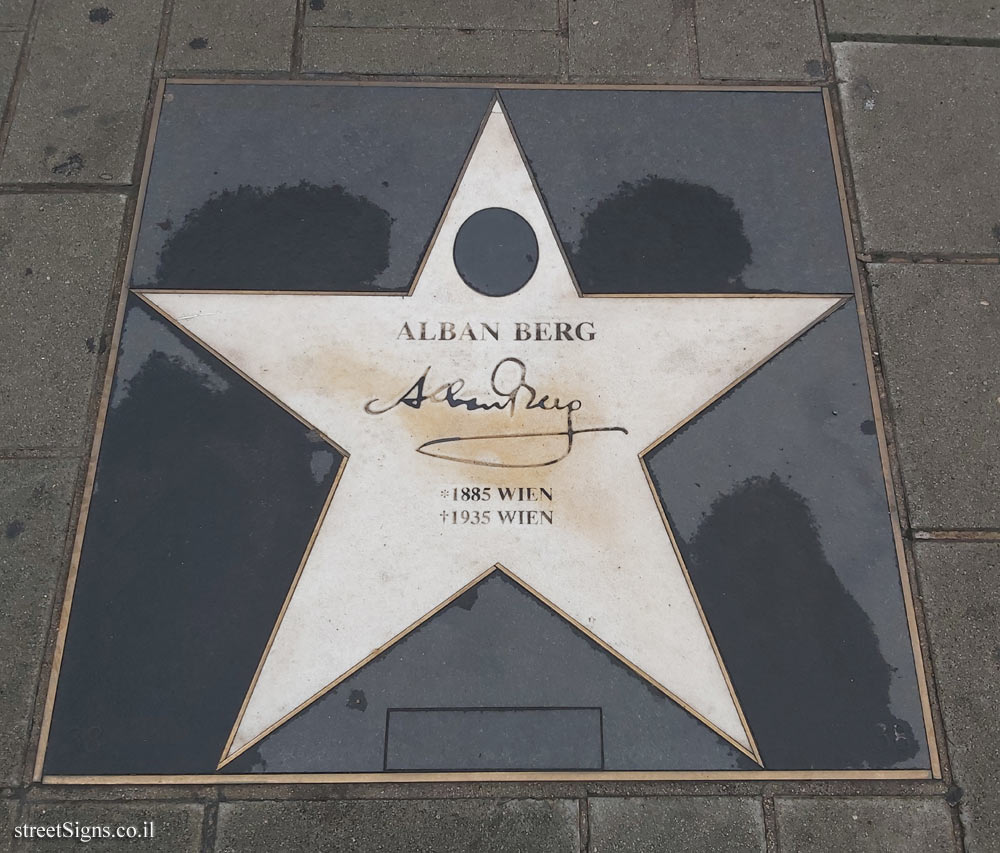 ALBAN BERG
Alban Berg
*1885 WIEN
†1935 WIEN
streetSigns.co.il